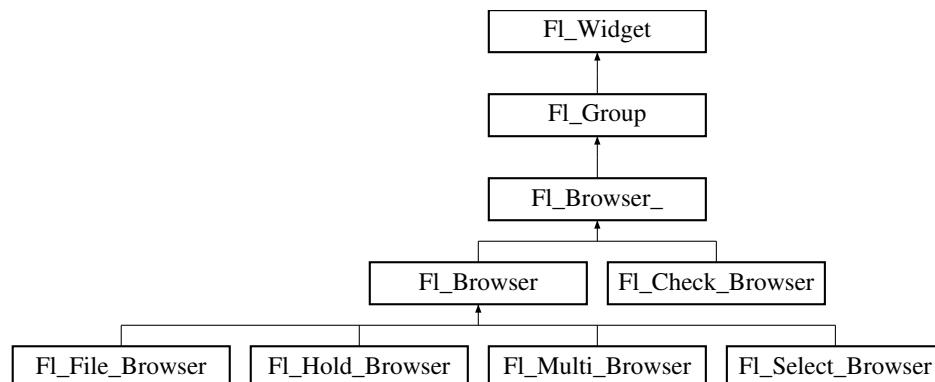 Fl_Widget
Fl_Group
Fl_Browser_
Fl_Browser
Fl_Check_Browser
Fl_File_Browser
Fl_Hold_Browser
Fl_Multi_Browser
Fl_Select_Browser